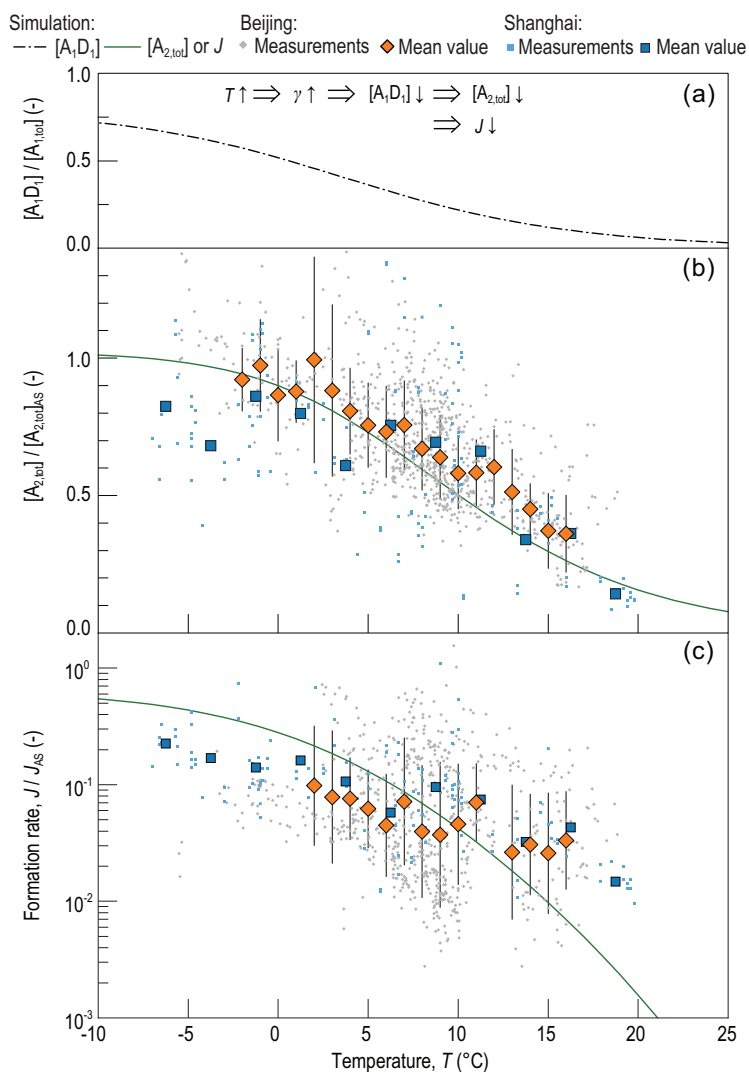 Simulation: Beijing: Shanghai:
[A₁D₁] [A₂,tot] or J Measurements Mean value Measurements Mean value
1.0
0.5
0.0
[A₁D₁] / [A₁,tot] (-)
(a)
T ↑ ⇒ γ ↑ ⇒ [A₁D₁] ↓ ⇒ [A₂,tot] ↓
⇒ J ↓
(b)
1.0
0.5
0.0
[A₂,tot] / [A₂,tot]AS (-)
(c)
10⁰
10⁻¹
10⁻²
10⁻³
Formation rate, J / JAS (-)
-10 -5 0 5 10 15 20 25
Temperature, T (°C)